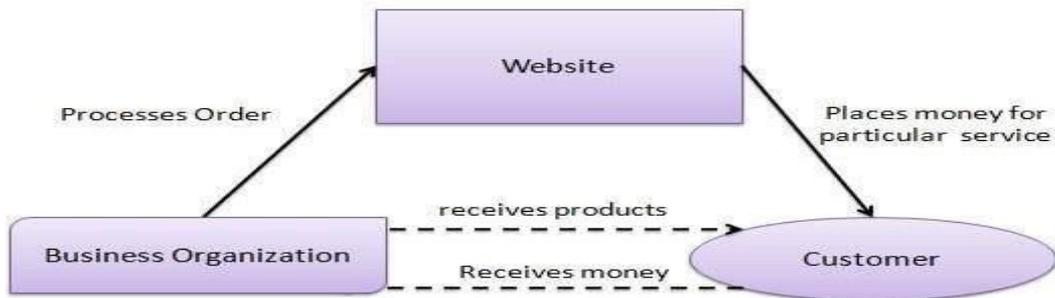 Website
Processes Order
Places money for
particular service
receives products
Business Organization
Receives money
Customer